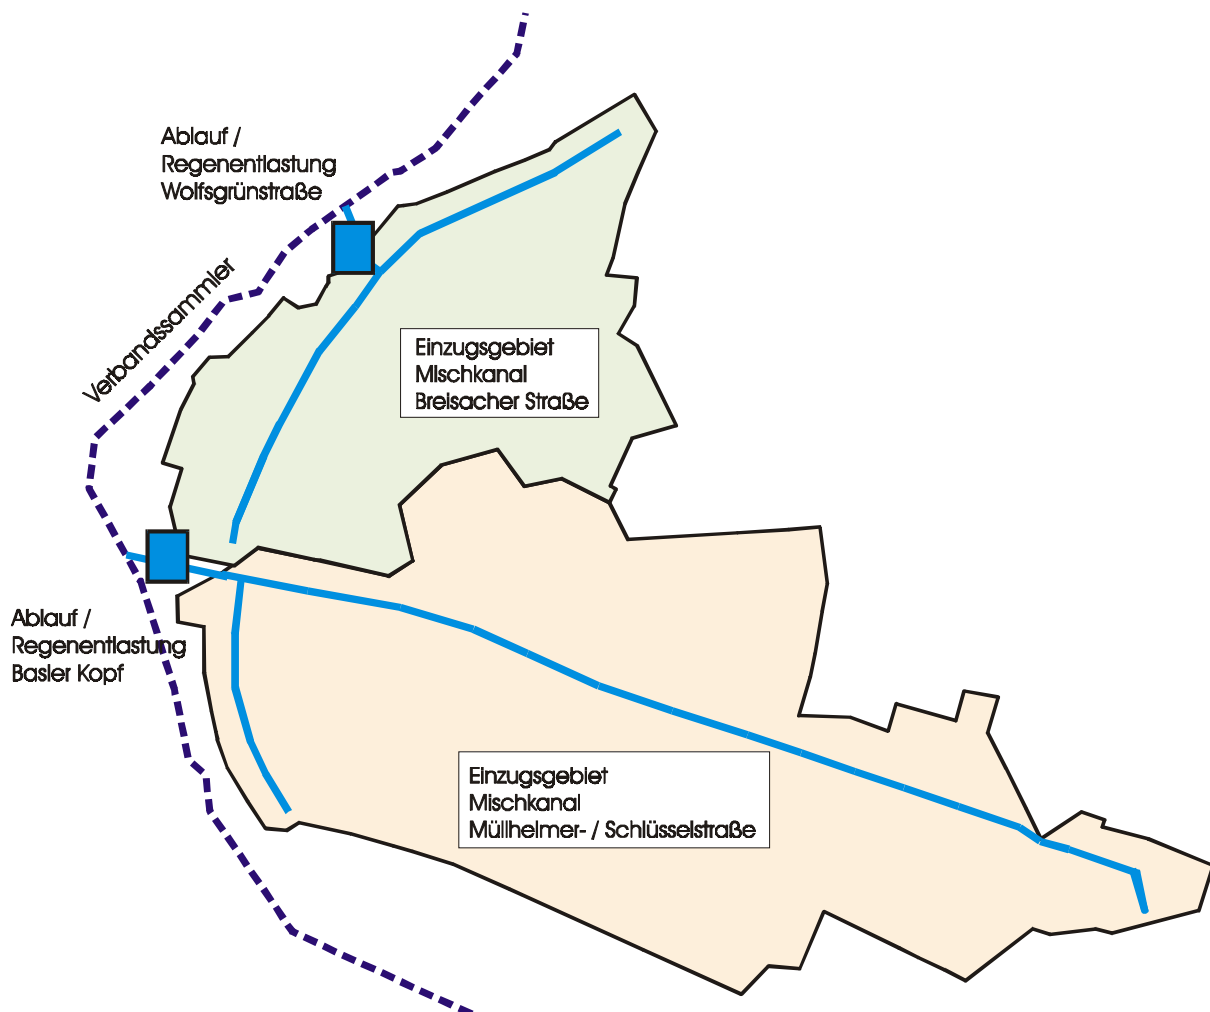 Ablauf /
Regenentlastung
Wolfsgrünstraße
Verbandssammler
Einzugsgebiet
Mischkanal
Breisacher Straße
Ablauf /
Regenentlastung
Basler Kopf
Einzugsgebiet
Mischkanal
Müllheimer- / Schlüsselstraße